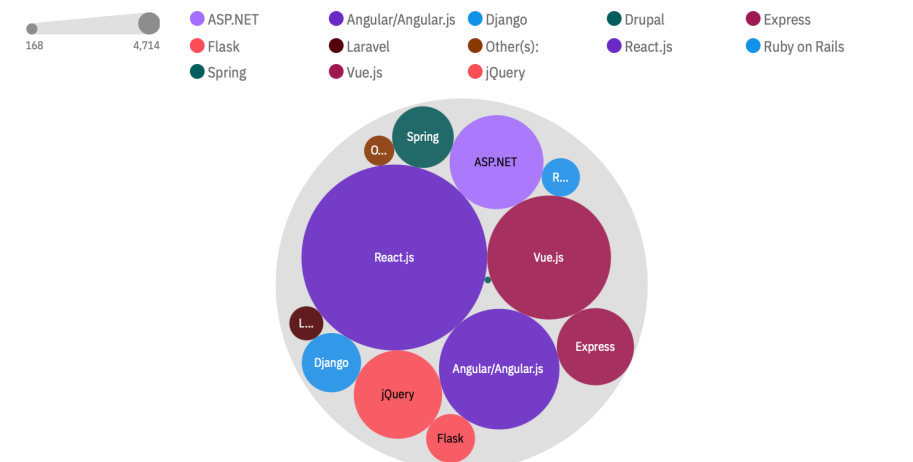 168 4,714
ASP.NET Angular/Angular.js Django Drupal Express
Flask Laravel Other(s): React.js Ruby on Rails
Spring Vue.js jQuery
Spring
O...
ASP.NET
R...
React.js
Vue.js
L...
Express
Django
Angular/Angular.js
jQuery
Flask